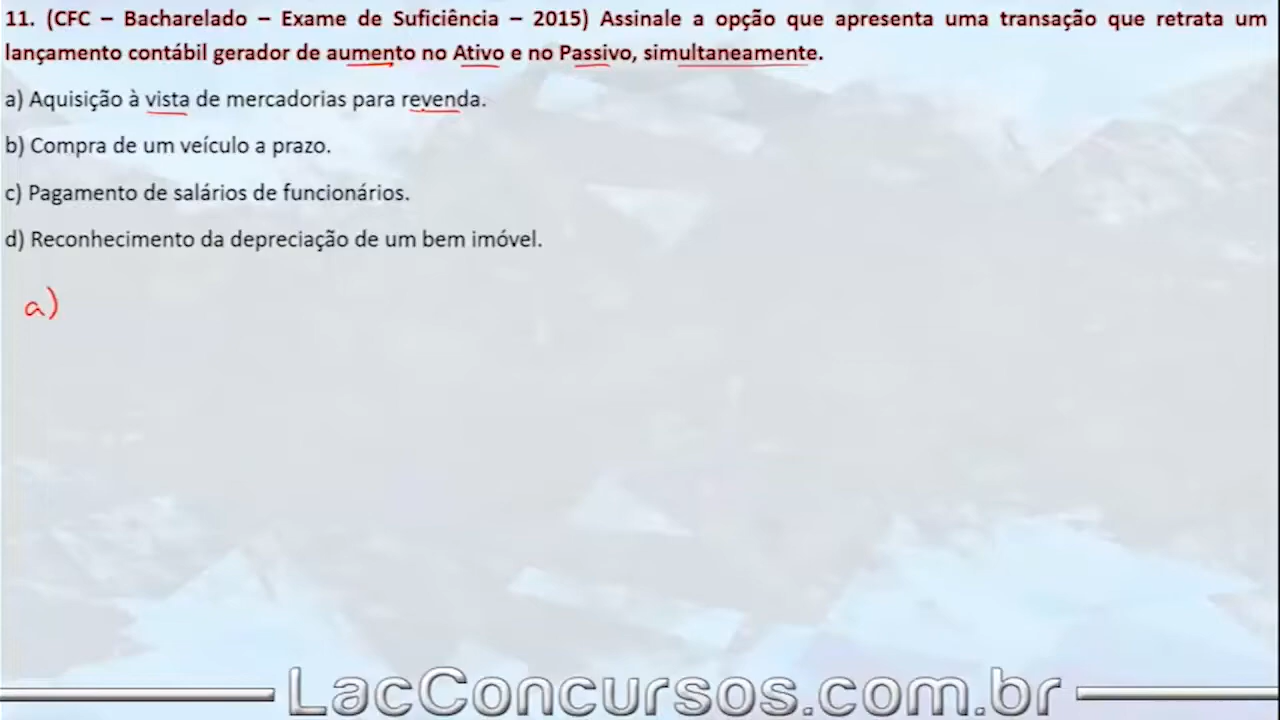 11. (CFC – Bacharelado – Exame de Suficiência – 2015) Assinale a opção que apresenta uma transação que retrata um
lançamento contábil gerador de aumento no Ativo e no Passivo, simultaneamente.
a) Aquisição à vista de mercadorias para revenda.
b) Compra de um veículo a prazo.
c) Pagamento de salários de funcionários.
d) Reconhecimento da depreciação de um bem imóvel.
a)
LacConcursos.com.br